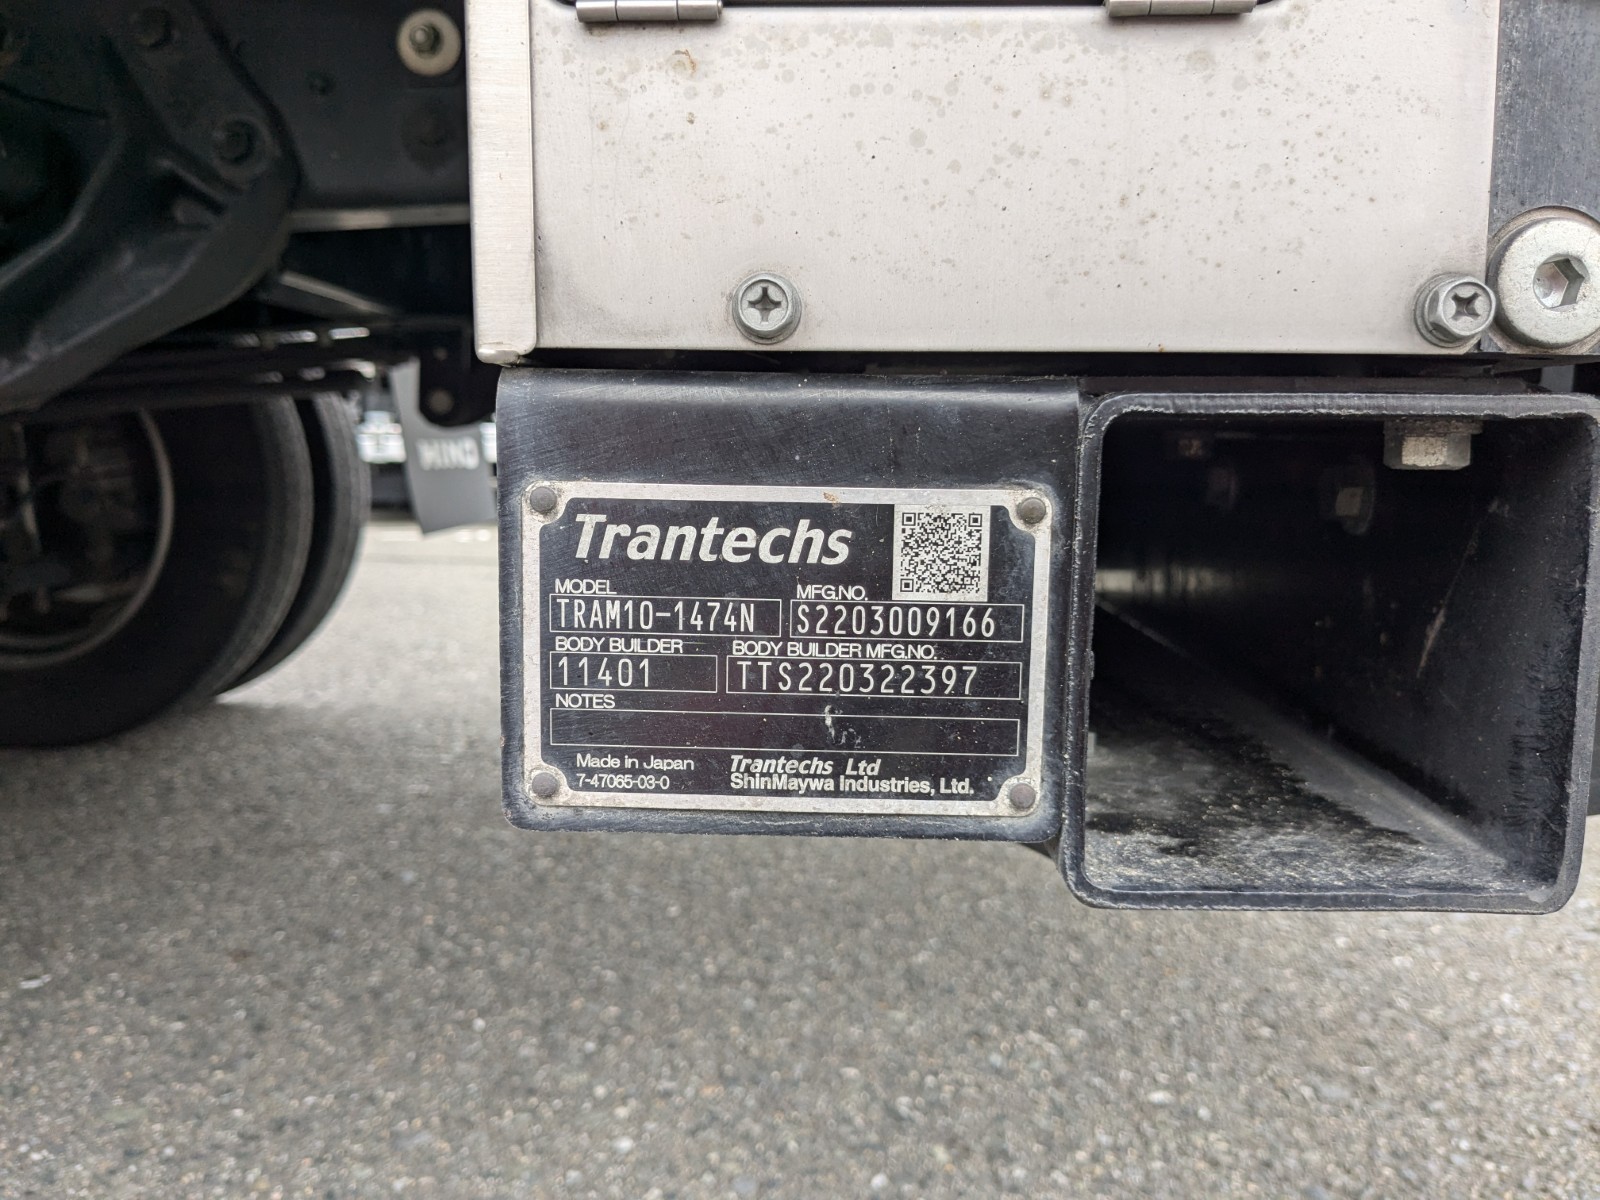 HINO
Trantechs
MODEL MFG.NO.
TRAM10-1474N S2203009166
BODY BUILDER BODY BUILDER MFG.NO.
11401 TTS220322397
NOTES
Made in Japan Trantechs Ltd
7-47065-03-0 ShinMaywa Industries, Ltd.